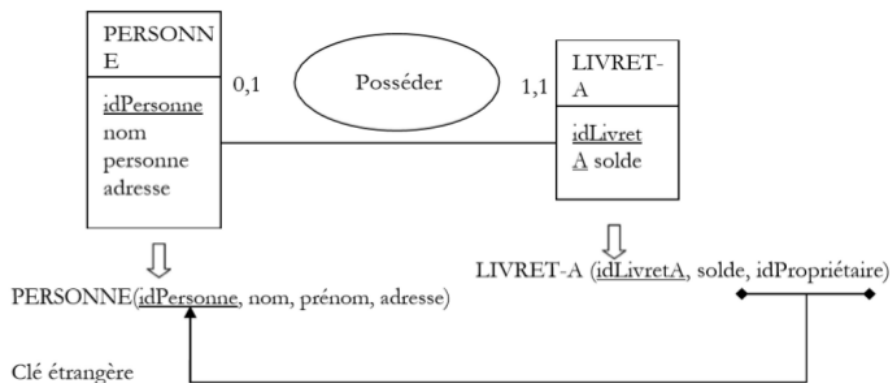 PERSONN
E
idPersonne
nom
personne
adresse
0,1
Posséder
1,1
LIVRET-
A
idLivret
A solde
PERSONNE(idPersonne, nom, prénom, adresse)
LIVRET-A (idLivretA, solde, idPropriétaire)
Clé étrangère